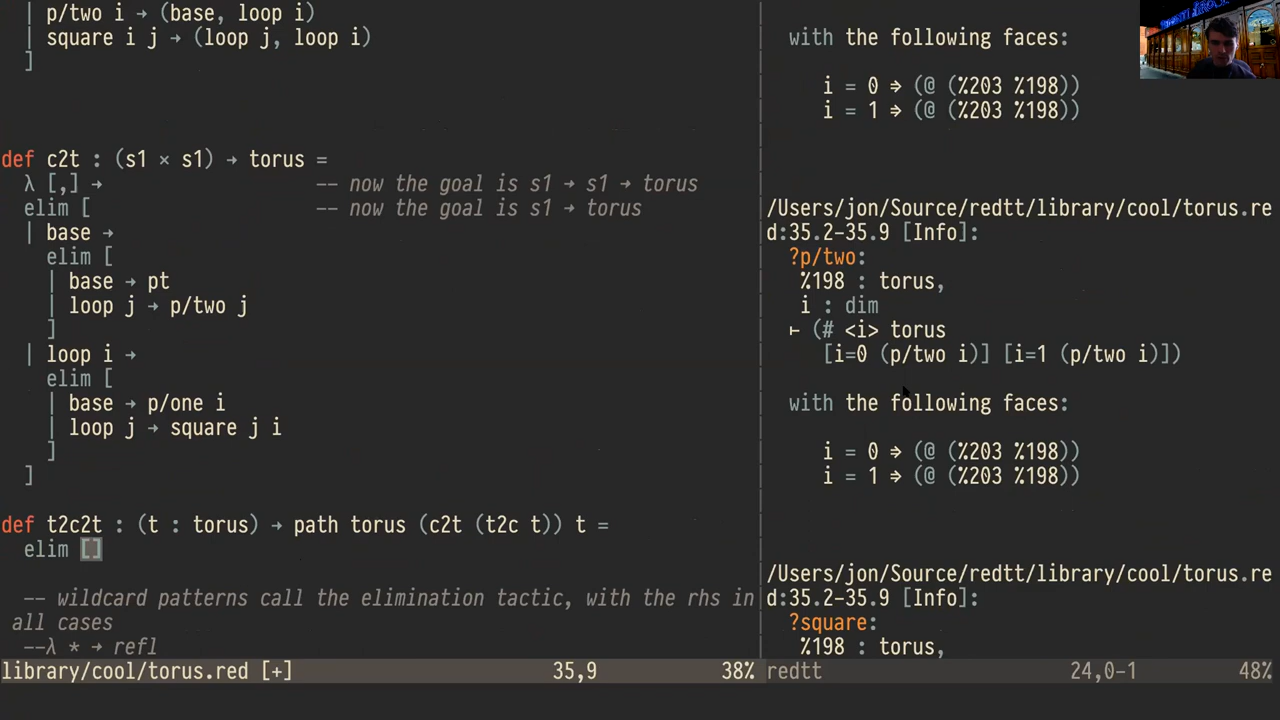 | p/two i → (base, loop i)
| square i j → (loop j, loop i)
]
def c2t : (s1 × s1) → torus =
λ [,] → -- now the goal is s1 → s1 → torus
elim [ -- now the goal is s1 → torus
| base →
elim [
| base → pt
| loop j → p/two j
]
| loop i →
elim [
| base → p/one i
| loop j → square j i
]
]
def t2c2t : (t : torus) → path torus (c2t (t2c t)) t =
elim []
-- wildcard patterns call the elimination tactic, with the rhs in
all cases
--λ * → refl
library/cool/torus.red [+] 35,9 38%
with the following faces:
i = 0 ⇒ (@ (%203 %198))
i = 1 ⇒ (@ (%203 %198))
/Users/jon/Source/redtt/library/cool/torus.re
d:35.2-35.9 [Info]:
?p/two:
%198 : torus,
i : dim
⊢ (# <i> torus
[i=0 (p/two i)] [i=1 (p/two i)])
with the following faces:
i = 0 ⇒ (@ (%203 %198))
i = 1 ⇒ (@ (%203 %198))
/Users/jon/Source/redtt/library/cool/torus.re
d:35.2-35.9 [Info]:
?square:
%198 : torus,
redtt 24,0-1 48%